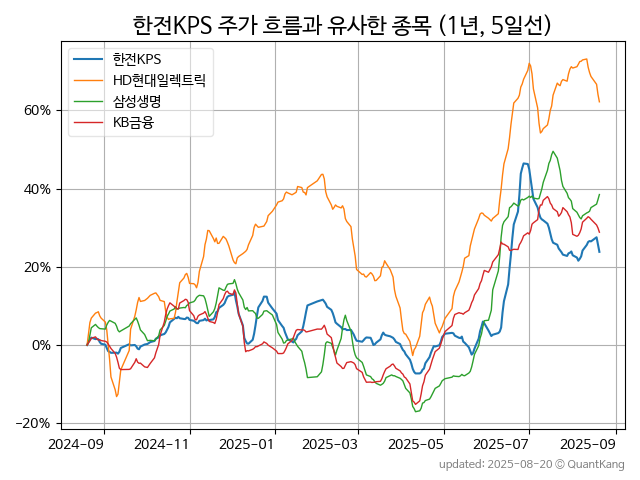 한전KPS 주가 흐름과 유사한 종목 (1년, 5일선)
한전KPS
HD현대일렉트릭
삼성생명
KB금융
60%
40%
20%
0%
−20%
2024-09 2024-11 2025-01 2025-03 2025-05 2025-07 2025-09
updated: 2025-08-20 © QuantKang